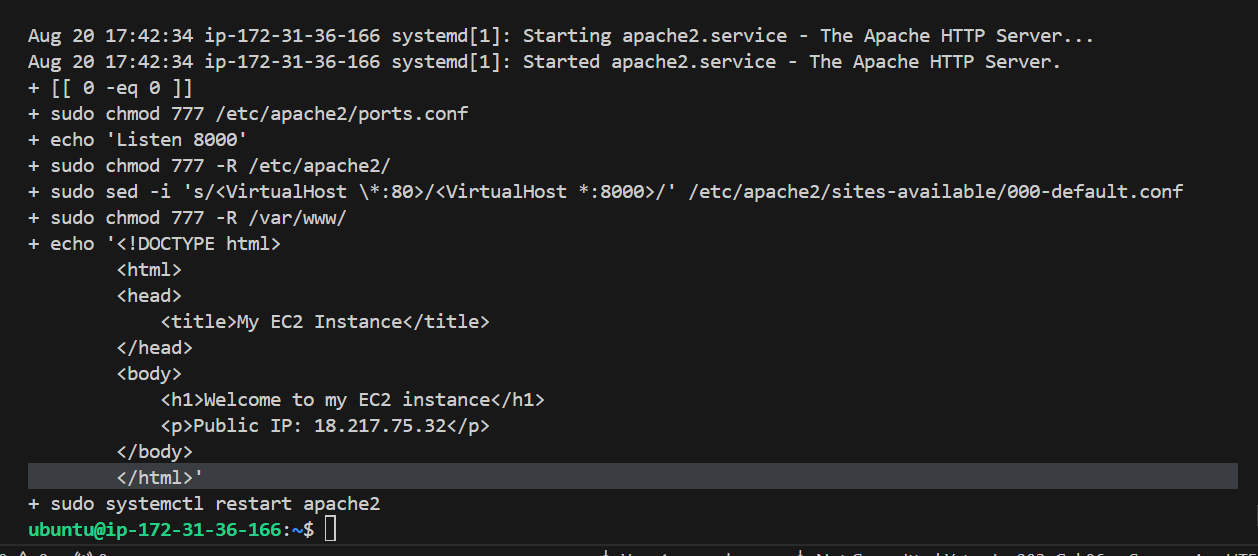 Aug 20 17:42:34 ip-172-31-36-166 systemd[1]: Starting apache2.service - The Apache HTTP Server...
Aug 20 17:42:34 ip-172-31-36-166 systemd[1]: Started apache2.service - The Apache HTTP Server.
+ [[ 0 -eq 0 ]]
+ sudo chmod 777 /etc/apache2/ports.conf
+ echo 'Listen 8000'
+ sudo chmod 777 -R /etc/apache2/
+ sudo sed -i 's/<VirtualHost \*:80>/<VirtualHost *:8000>/' /etc/apache2/sites-available/000-default.conf
+ sudo chmod 777 -R /var/www/
+ echo '<!DOCTYPE html>
        <html>
        <head>
            <title>My EC2 Instance</title>
        </head>
        <body>
            <h1>Welcome to my EC2 instance</h1>
            <p>Public IP: 18.217.75.32</p>
        </body>
        </html>'
+ sudo systemctl restart apache2
ubuntu@ip-172-31-36-166:~$